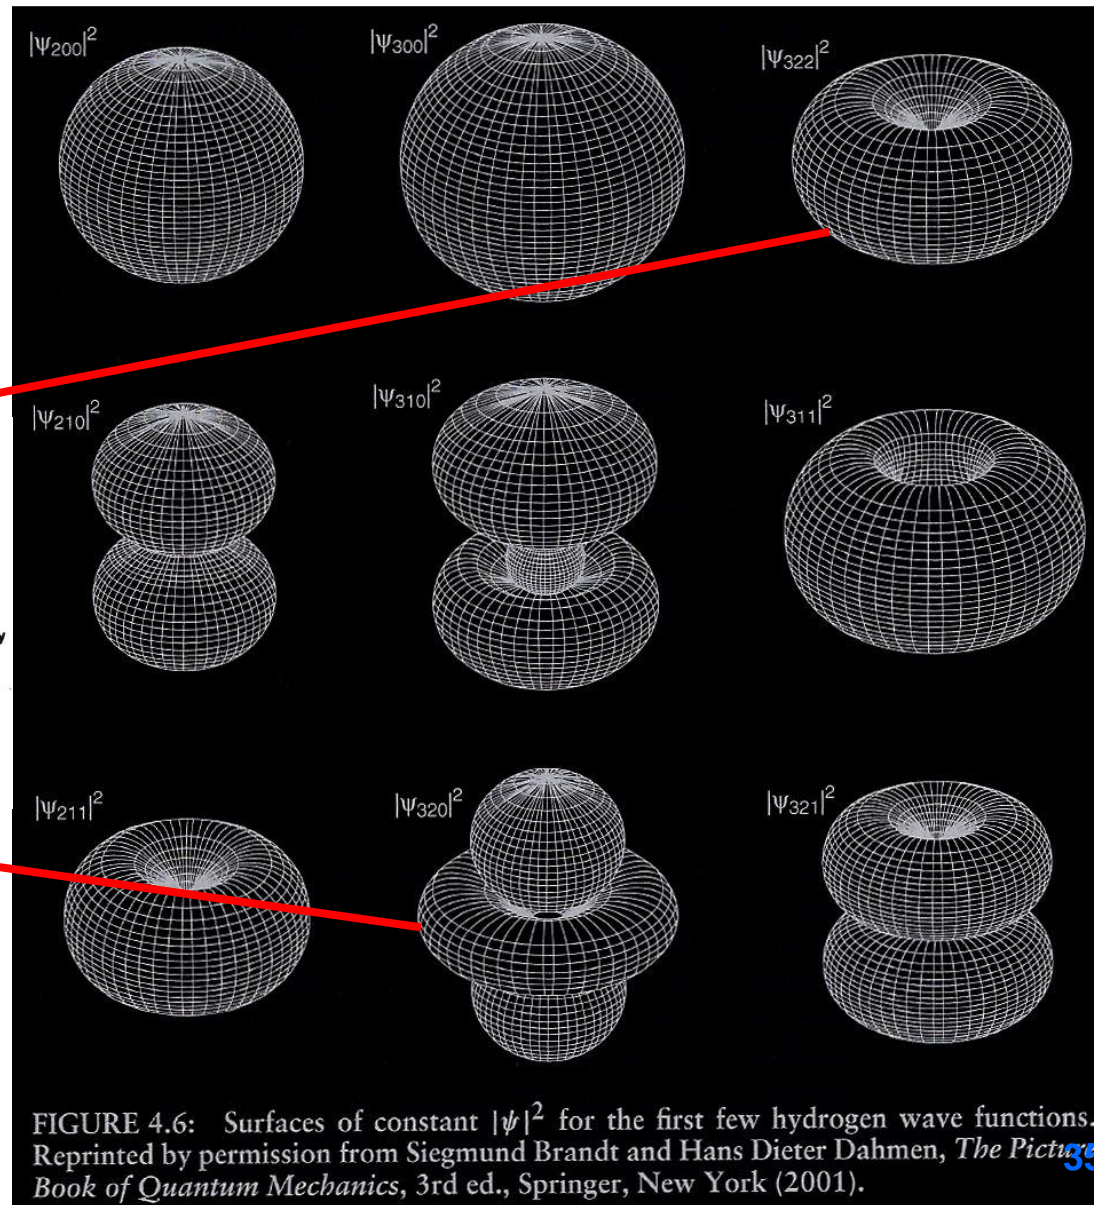 |ψ₂₀₀|²
|ψ₃₀₀|²
|ψ₃₂₂|²
|ψ₂₁₀|²
|ψ₃₁₀|²
|ψ₃₁₁|²
y
|ψ₂₁₁|²
|ψ₃₂₀|²
|ψ₃₂₁|²
FIGURE 4.6: Surfaces of constant |ψ|² for the first few hydrogen wave functions.
Reprinted by permission from Siegmund Brandt and Hans Dieter Dahmen, The Picture
Book of Quantum Mechanics, 3rd ed., Springer, New York (2001).
35